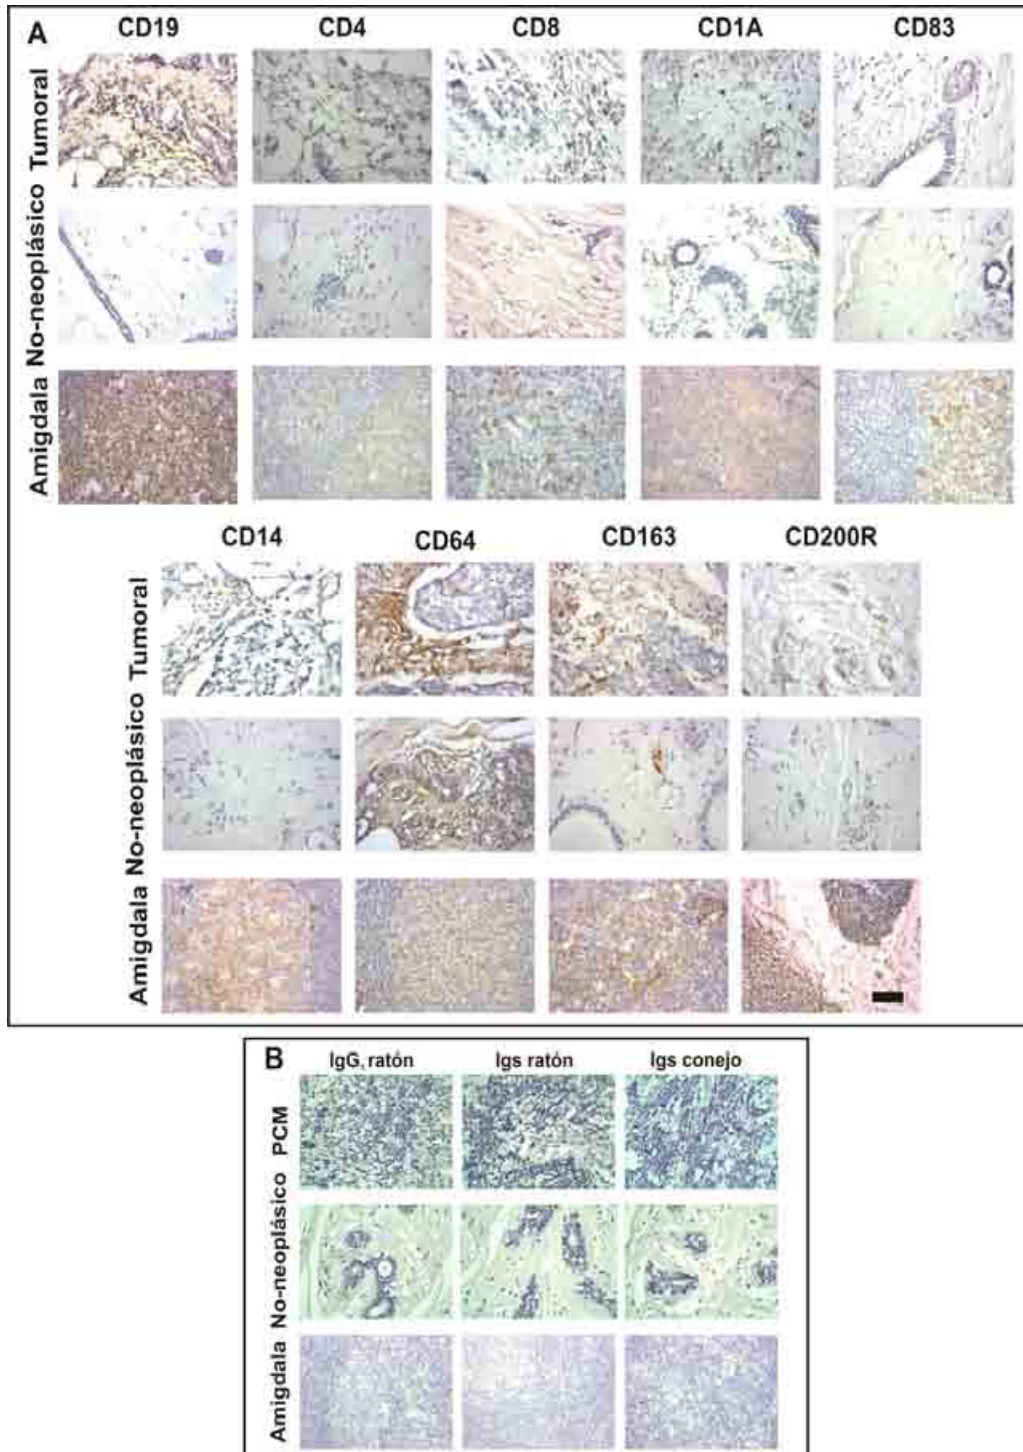 A
CD19 CD4 CD8 CD1A CD83
Tumoral
No-neoplásico
Amigdala
CD14 CD64 CD163 CD200R
Tumoral
No-neoplásico
Amigdala
B
IgG, ratón Igs ratón Igs conejo
PCM
No-neoplásico
Amigdala